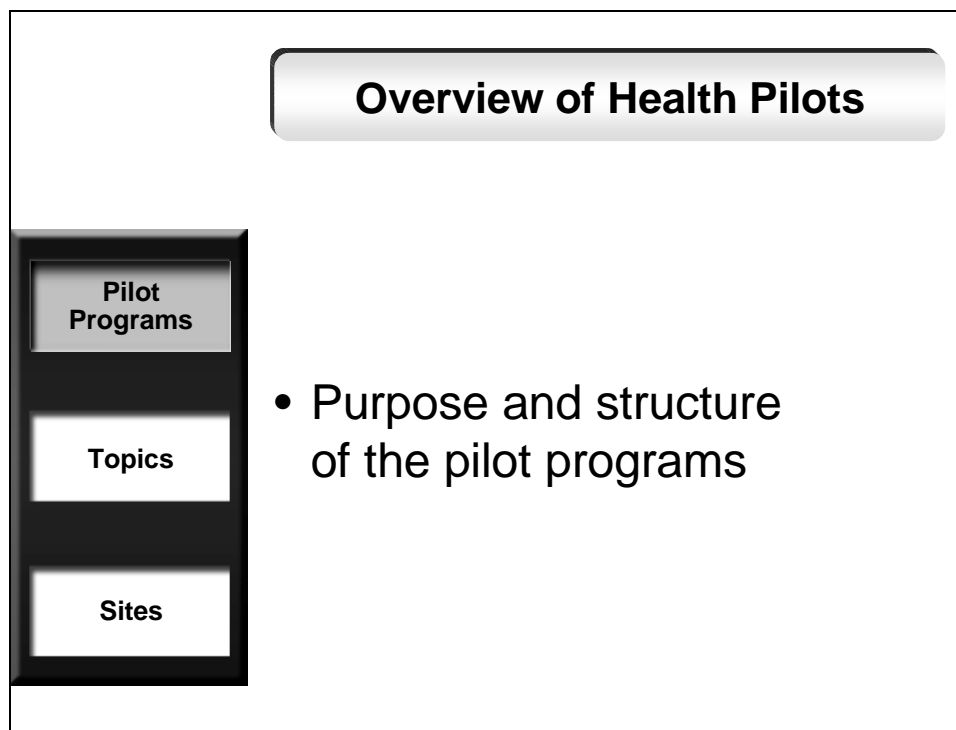 Overview of Health Pilots
Pilot
Programs
Topics
Sites
• Purpose and structure
of the pilot programs